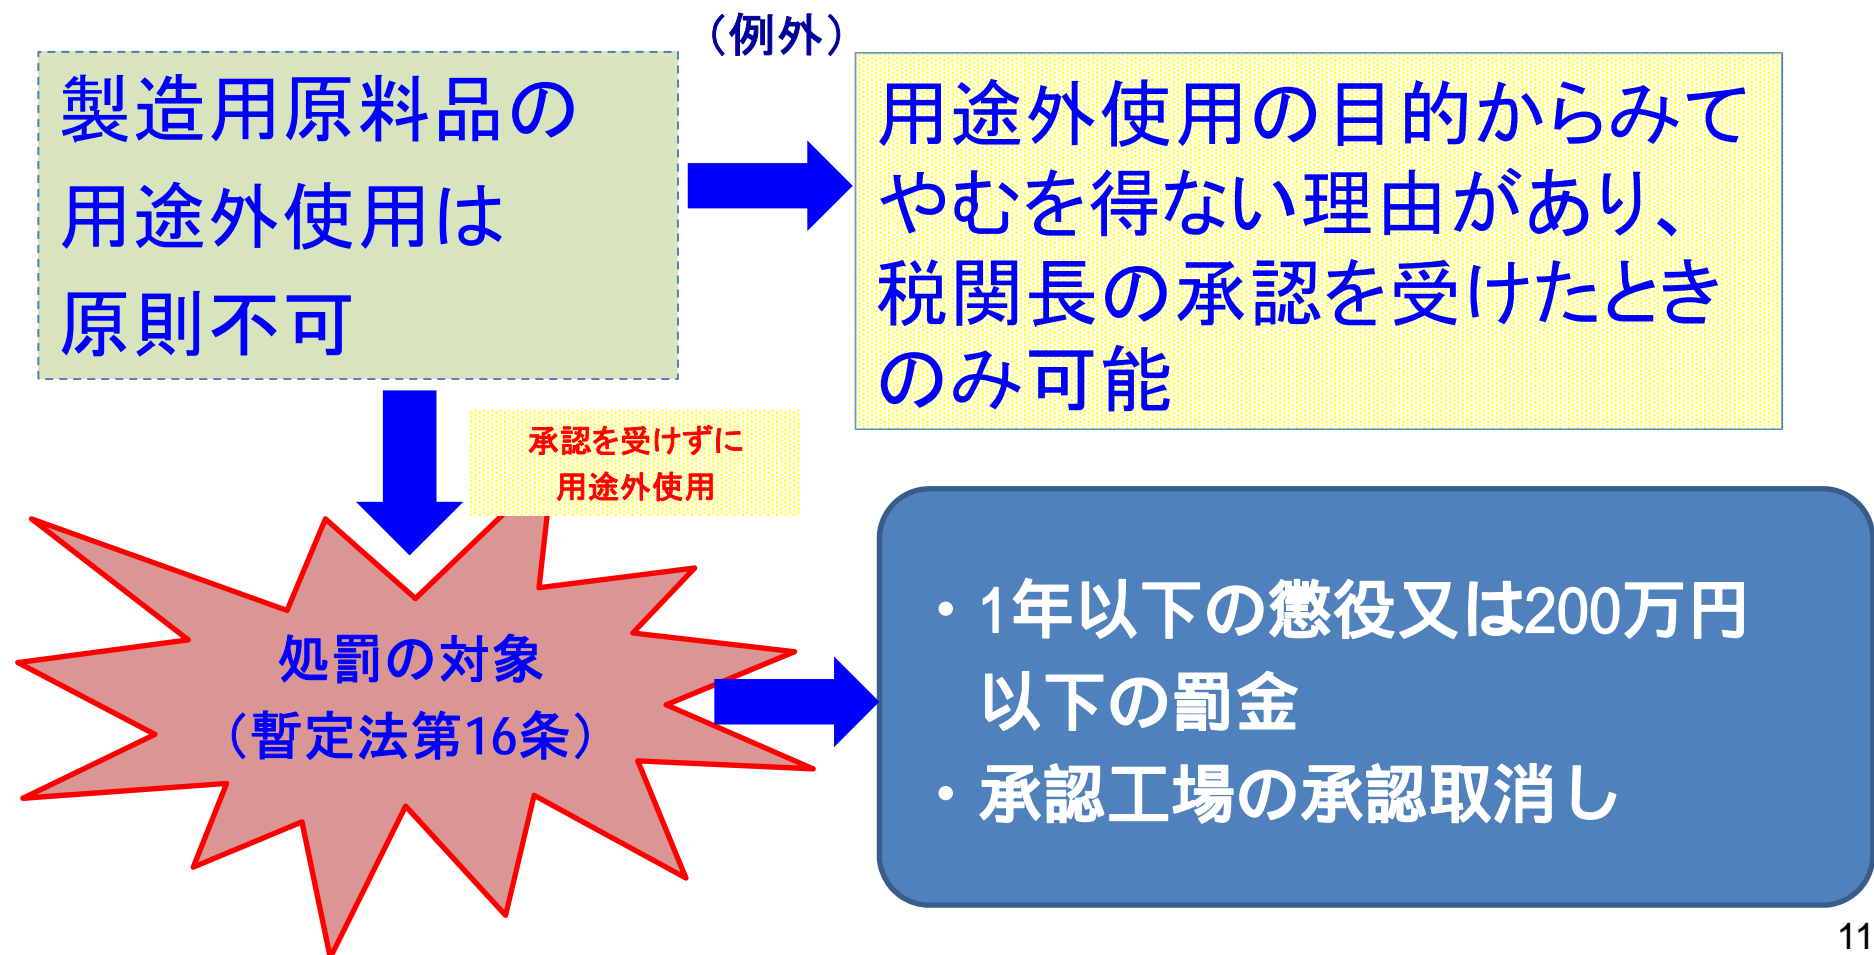 （例外）
製造用原料品の
用途外使用は
原則不可
用途外使用の目的からみて
やむを得ない理由があり、
税関長の承認を受けたとき
のみ可能
承認を受けずに
用途外使用
処罰の対象
（暫定法第16条）
・1年以下の懲役又は200万円
以下の罰金
・承認工場の承認取消し
11